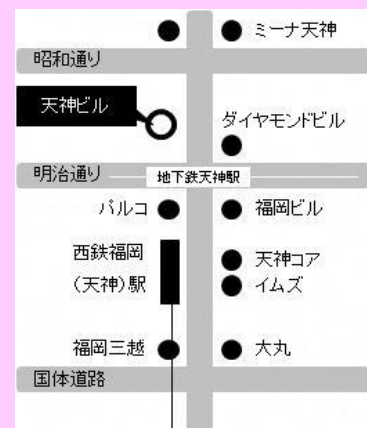 ミーナ天神
昭和通り
天神ビル
ダイヤモンドビル
明治通り
地下鉄天神駅
パルコ
福岡ビル
西鉄福岡
(天神)駅
天神コア
イムズ
福岡三越
大丸
国体道路